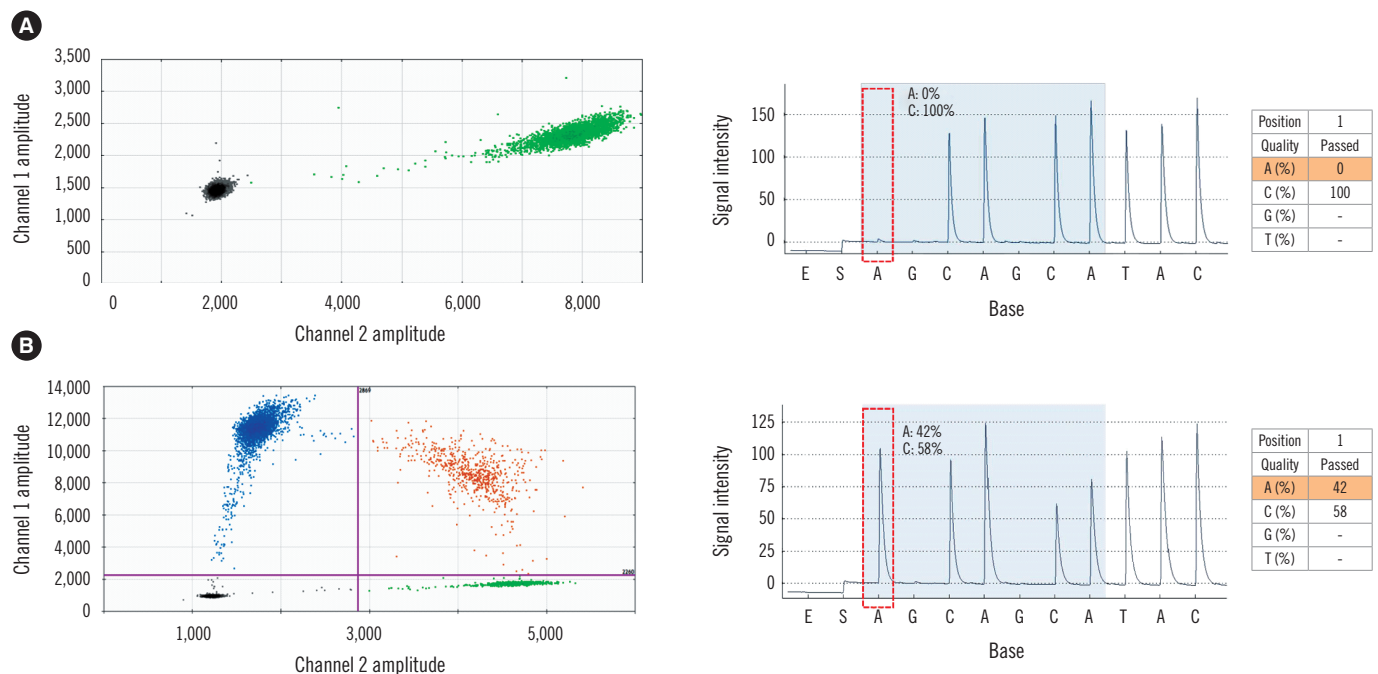 A
3,500
3,000
2,500
2,000
1,500
1,000
500
0
Channel 1 amplitude
0 2,000 4,000 6,000 8,000
Channel 2 amplitude
A: 0%
C: 100%
150
100
50
0
Signal intensity
E S A G C A G C A T A C
Base
Position 1
Quality Passed
A (%) 0
C (%) 100
G (%) -
T (%) -
B
14,000
12,000
10,000
8,000
6,000
4,000
2,000
0
Channel 1 amplitude
2869
2260
1,000 3,000 5,000
Channel 2 amplitude
A: 42%
C: 58%
125
100
75
50
25
0
Signal intensity
E S A G C A G C A T A C
Base
Position 1
Quality Passed
A (%) 42
C (%) 58
G (%) -
T (%) -